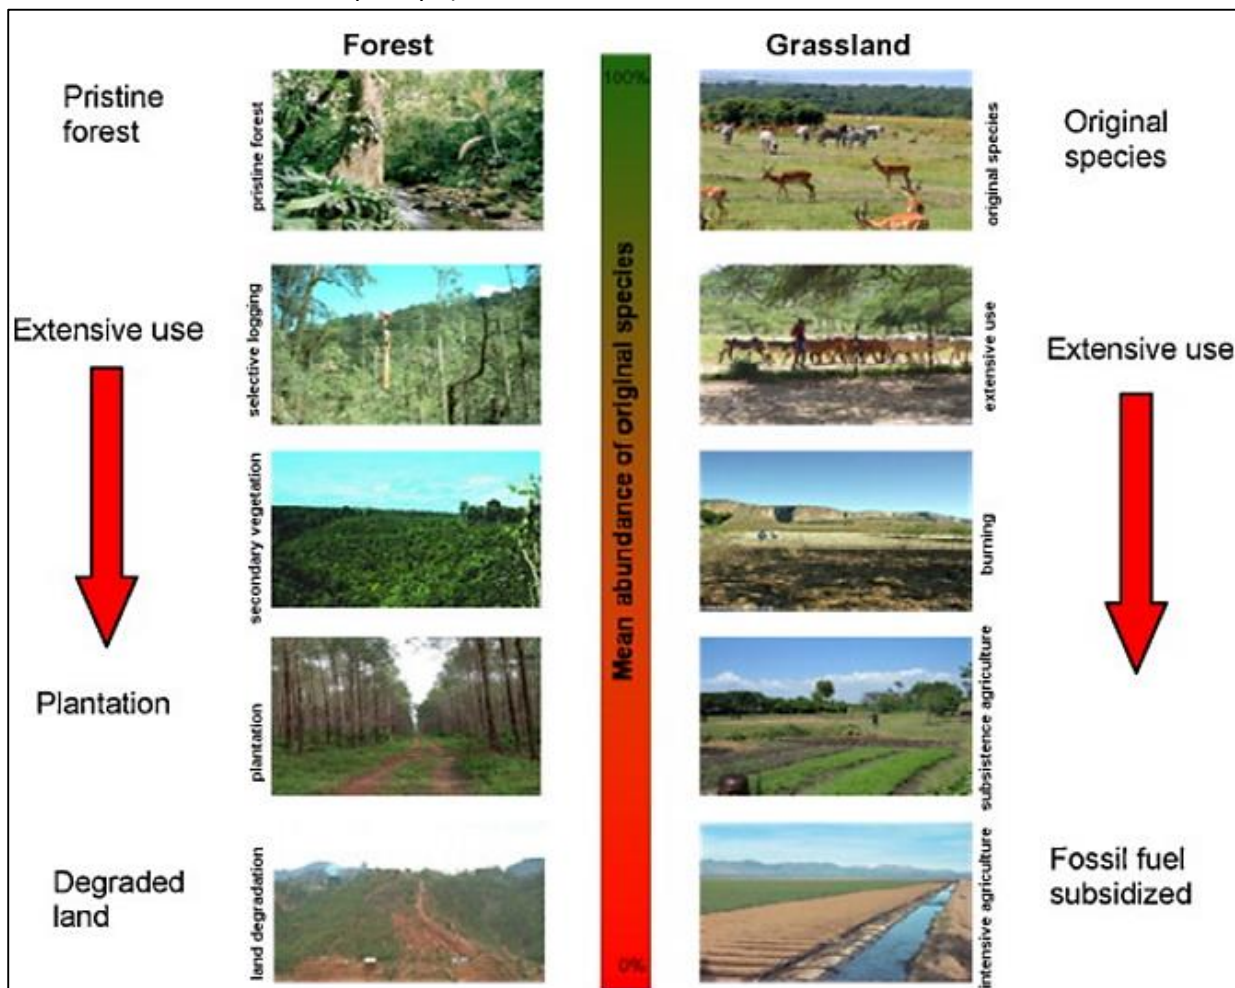 Forest
Grassland
Pristine
forest
pristine forest
100%
original species
Original
species
Extensive use
selective logging
Mean abundance of original species
extensive use
Extensive use
secondary vegetation
burning
Plantation
plantation
subsistence agriculture
Degraded
land
land degradation
0%
intensive agriculture
Fossil fuel
subsidized